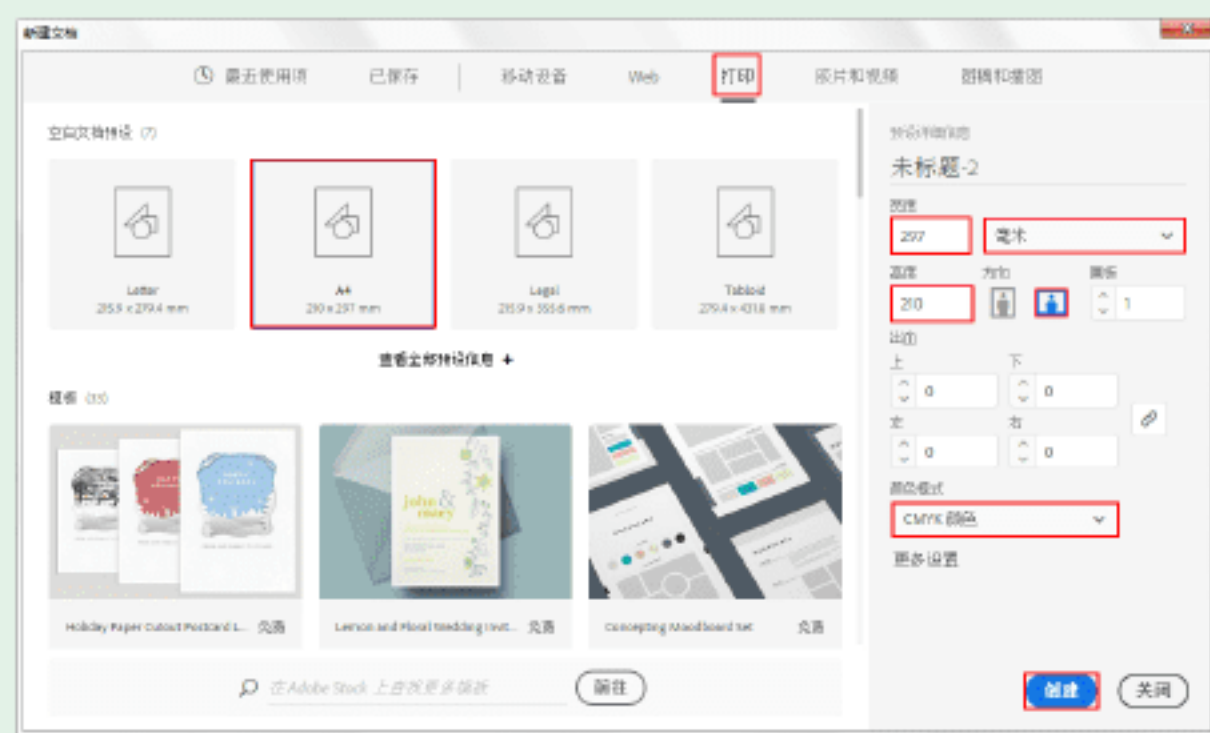 新建文档
最近使用项 已保存 移动设备 Web 打印 胶片和视频 图稿和插图
空白文档预设 (7)
预设详细信息
未标题-2
宽度
297 毫米
高度 方向 画板
210 1
Letter
215.9 x 279.4 mm
A4
210 x 297 mm
Legal
215.9 x 355.6 mm
Tabloid
279.4 x 431.8 mm
查看全部预设信息 +
出血
上 下
0 0
左 右
0 0
模板 (33)
颜色模式
CMYK 颜色
更多设置
john &
mary
Holiday Paper Cutout Postcard L... 免费
Lemon and Floral Wedding Invit... 免费
Concepting Moodboard Set 免费
在 Adobe Stock 上查找更多模板 前往
创建 关闭